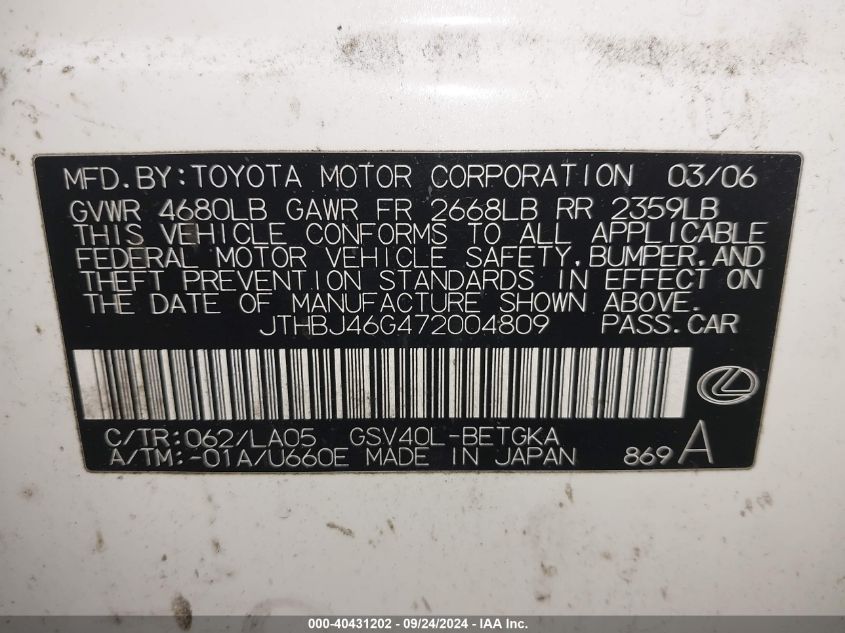 MFD.BY:TOYOTA MOTOR CORPORATION 03/06
GVWR 4680LB GAWR FR 2668LB RR 2359LB
THIS VEHICLE CONFORMS TO ALL APPLICABLE
FEDERAL MOTOR VEHICLE SAFETY,BUMPER,AND
THEFT PREVENTION STANDARDS IN EFFECT ON
THE DATE OF MANUFACTURE SHOWN ABOVE.
JTHBJ46G472004809 PASS.CAR
C/TR:062/LA05 GSV40L-BETGKA
A/TM:-01A/U660E MADE IN JAPAN 869A
000-40431202 - 09/24/2024 - IAA Inc.